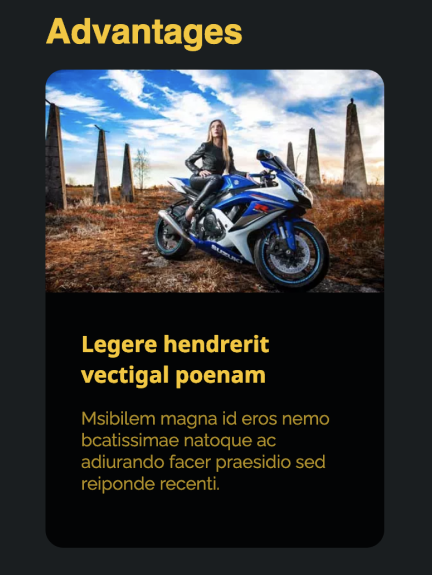 Advantages
SUZUKI
Legere hendrerit
vectigal poenam
Msibilem magna id eros nemo
bcatissimae natoque ac
adiurando facer praesidio sed
reiponde recenti.